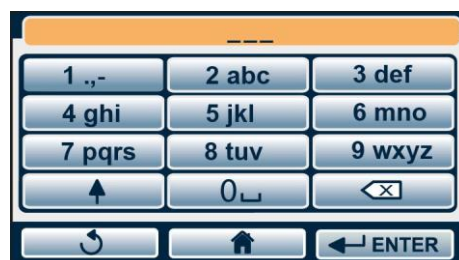 ___
1 .,- 2 abc 3 def
4 ghi 5 jkl 6 mno
7 pqrs 8 tuv 9 wxyz
0⎵
ENTER